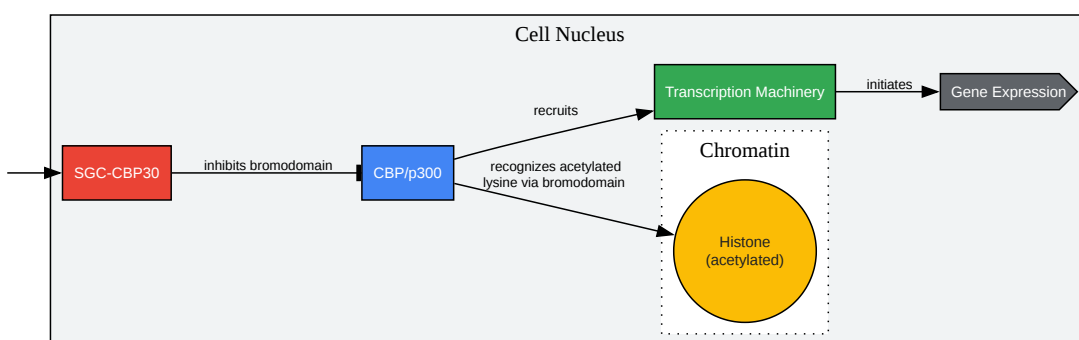 Cell Nucleus
SGC-CBP30
inhibits bromodomain
CBP/p300
recruits
recognizes acetylated
lysine via bromodomain
Transcription Machinery
initiates
Gene Expression
Chromatin
Histone
(acetylated)